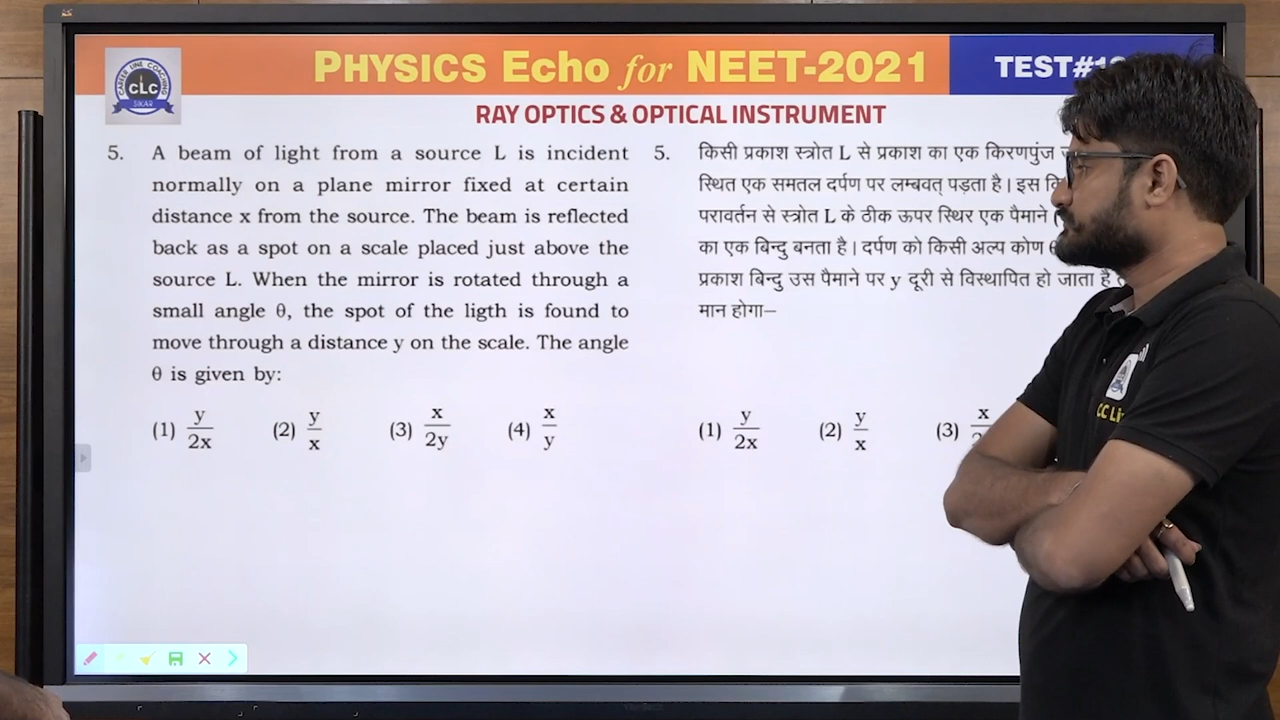 PHYSICS Echo for NEET-2021
TEST#
CAREER LINE COACHING
CLC
SIKAR
RAY OPTICS & OPTICAL INSTRUMENT
5. A beam of light from a source L is incident
normally on a plane mirror fixed at certain
distance x from the source. The beam is reflected
back as a spot on a scale placed just above the
source L. When the mirror is rotated through a
small angle θ, the spot of the ligth is found to
move through a distance y on the scale. The angle
θ is given by:
(1) y/2x (2) y/x (3) x/2y (4) x/y
5. किसी प्रकाश स्त्रोत L से प्रकाश का एक किरणपुंज
स्थित एक समतल दर्पण पर लम्बवत् पड़ता है। इस
परावर्तन से स्त्रोत L के ठीक ऊपर स्थिर एक पैमाने
का एक बिन्दु बनता है। दर्पण को किसी अल्प कोण
प्रकाश बिन्दु उस पैमाने पर y दूरी से विस्थापित हो जाता है
मान होगा–
(1) y/2x (2) y/x (3) x